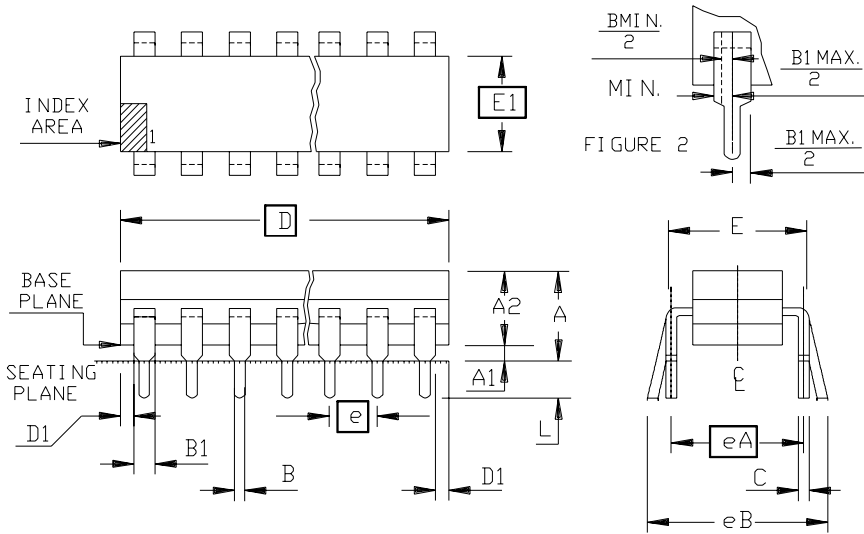 INDEX
AREA
1
E1
BMIN.
2
MIN.
B1 MAX.
2
FIGURE 2
B1 MAX.
2
D
BASE
PLANE
SEATING
PLANE
A2
A
A1
L
D1
B1
B
e
D1
E
CL
eA
C
eB